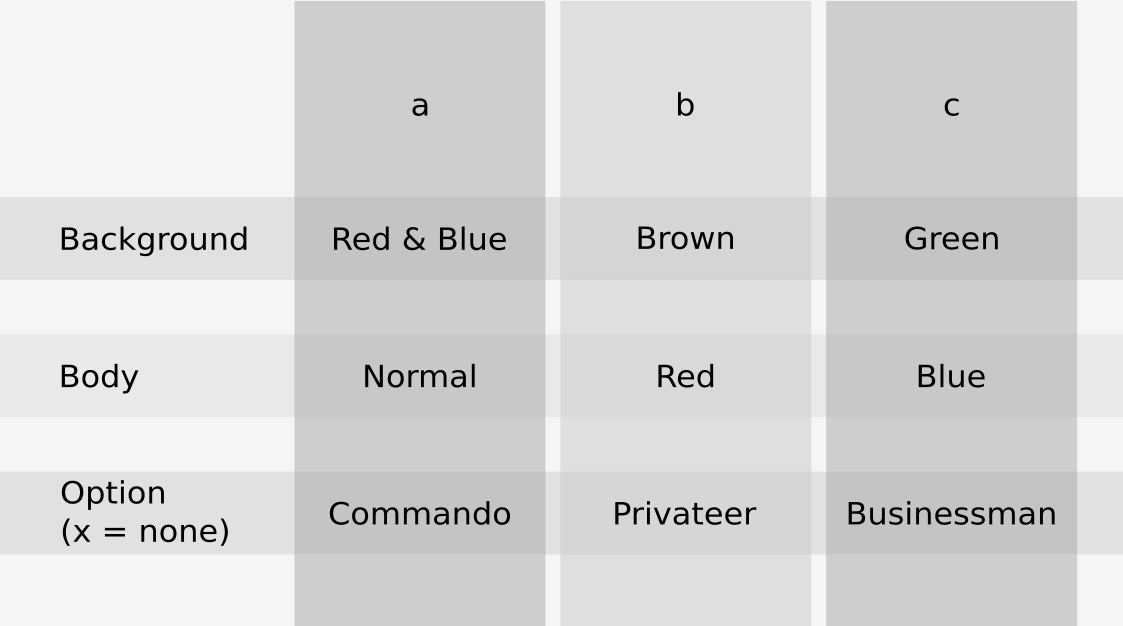 a b c
Background Red & Blue Brown Green
Body Normal Red Blue
Option
(x = none) Commando Privateer Businessman